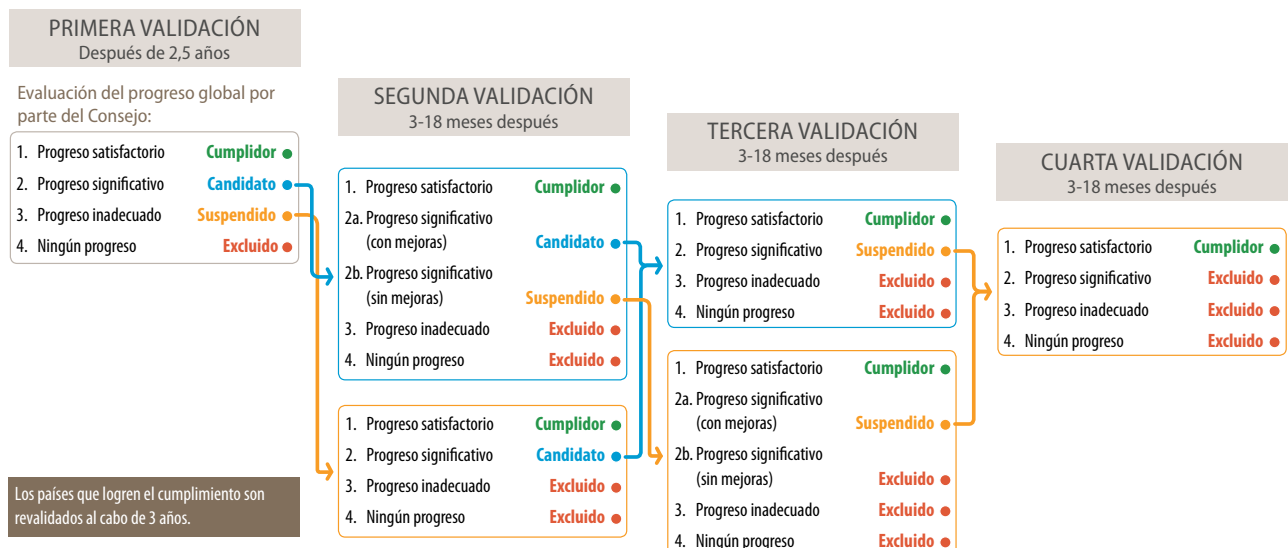 PRIMERA VALIDACIÓN
Después de 2,5 años
Evaluación del progreso global por
parte del Consejo:
1. Progreso satisfactorio Cumplidor
2. Progreso significativo Candidato
3. Progreso inadecuado Suspendido
4. Ningún progreso Excluido
Los países que logren el cumplimiento son
revalidados al cabo de 3 años.
SEGUNDA VALIDACIÓN
3-18 meses después
1. Progreso satisfactorio Cumplidor
2a. Progreso significativo
(con mejoras) Candidato
2b. Progreso significativo
(sin mejoras) Suspendido
3. Progreso inadecuado Excluido
4. Ningún progreso Excluido
1. Progreso satisfactorio Cumplidor
2. Progreso significativo Candidato
3. Progreso inadecuado Excluido
4. Ningún progreso Excluido
TERCERA VALIDACIÓN
3-18 meses después
1. Progreso satisfactorio Cumplidor
2. Progreso significativo Suspendido
3. Progreso inadecuado Excluido
4. Ningún progreso Excluido
1. Progreso satisfactorio Cumplidor
2a. Progreso significativo
(con mejoras) Suspendido
2b. Progreso significativo
(sin mejoras) Excluido
3. Progreso inadecuado Excluido
4. Ningún progreso Excluido
CUARTA VALIDACIÓN
3-18 meses después
1. Progreso satisfactorio Cumplidor
2. Progreso significativo Excluido
3. Progreso inadecuado Excluido
4. Ningún progreso Excluido